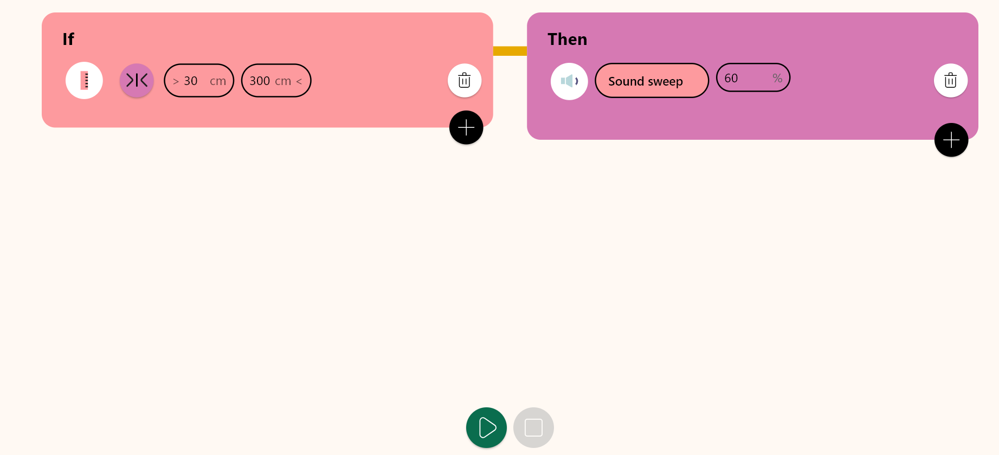 If
> 30 cm 300 cm <
Then
Sound sweep 60 %